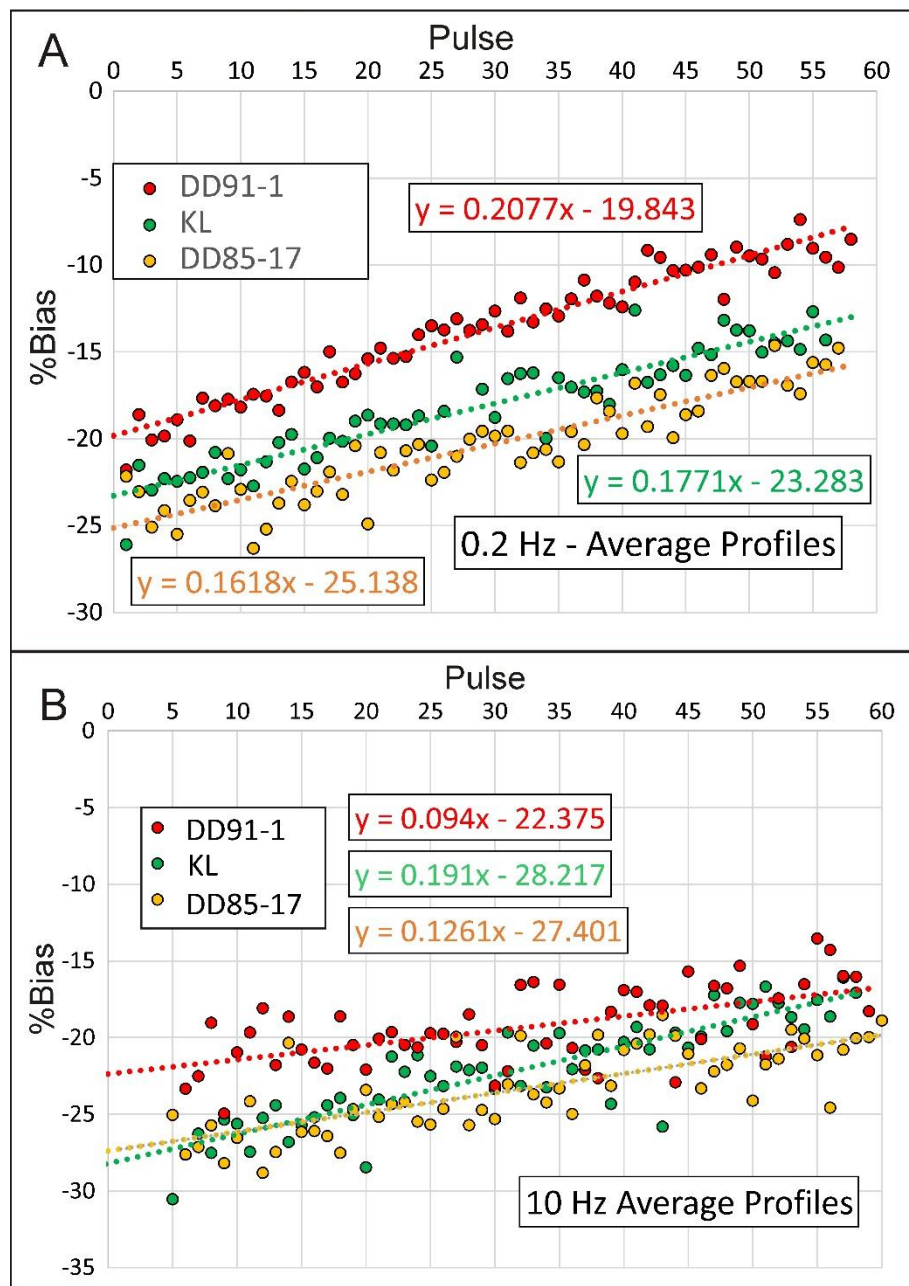 A
Pulse
0 5 10 15 20 25 30 35 40 45 50 55 60
0
-5
-10
-15
-20
-25
-30
%Bias
DD91-1
KL
DD85-17
y = 0.2077x - 19.843
y = 0.1771x - 23.283
0.2 Hz - Average Profiles
y = 0.1618x - 25.138
B
Pulse
0 5 10 15 20 25 30 35 40 45 50 55 60
0
-5
-10
-15
-20
-25
-30
-35
%Bias
DD91-1
KL
DD85-17
y = 0.094x - 22.375
y = 0.191x - 28.217
y = 0.1261x - 27.401
10 Hz Average Profiles